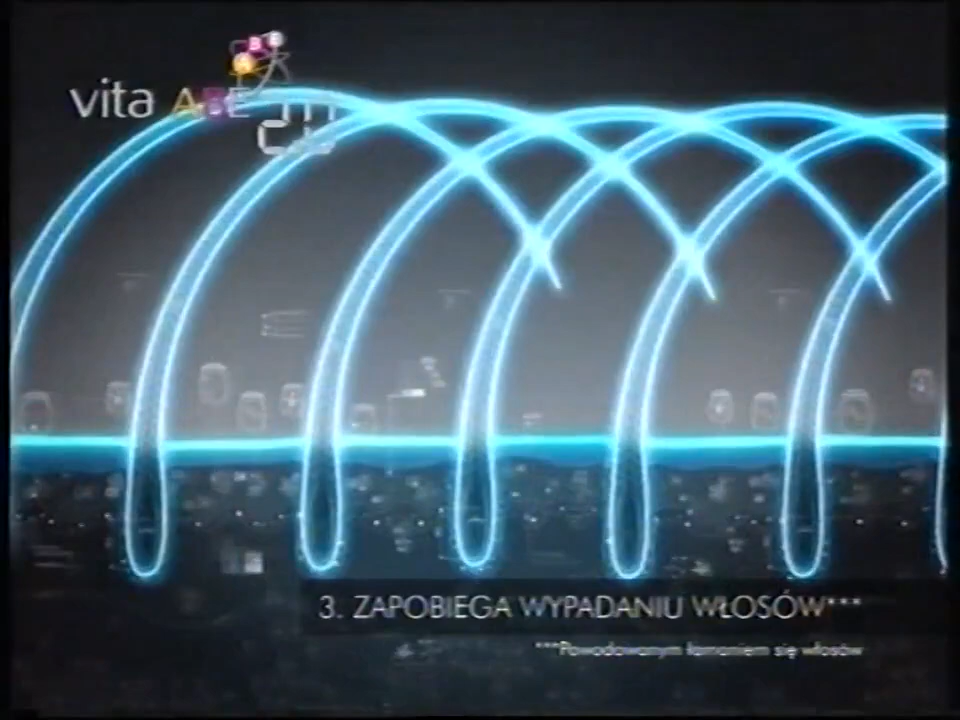 vita ABE
3. ZAPOBIEGA WYPADANIU WŁOSÓW***
***Powodowanym łamaniem się włosów